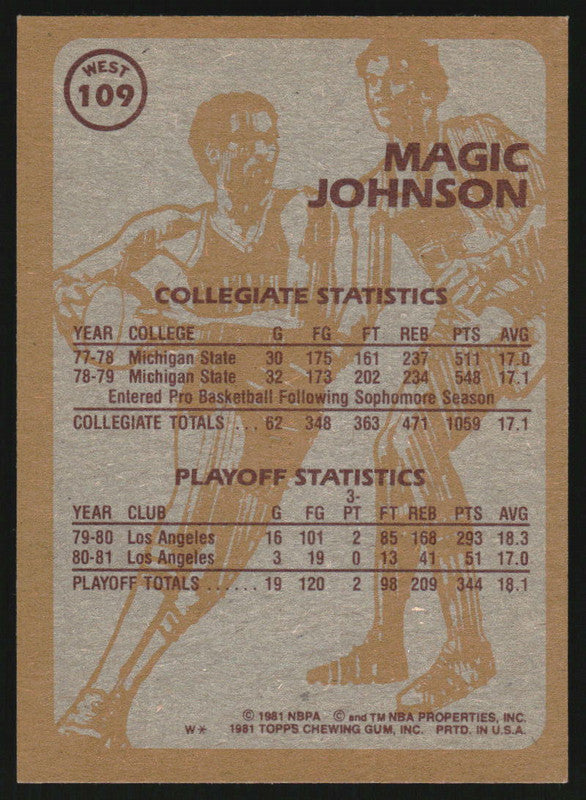 WEST
109
MAGIC
JOHNSON
COLLEGIATE STATISTICS
YEAR COLLEGE G FG FT REB PTS AVG
77-78 Michigan State 30 175 161 237 511 17.0
78-79 Michigan State 32 173 202 234 548 17.1
Entered Pro Basketball Following Sophomore Season
COLLEGIATE TOTALS ... 62 348 363 471 1059 17.1
PLAYOFF STATISTICS
YEAR CLUB G FG 3-PT FT REB PTS AVG
79-80 Los Angeles 16 101 2 85 168 293 18.3
80-81 Los Angeles 3 19 0 13 41 51 17.0
PLAYOFF TOTALS ...... 19 120 2 98 209 344 18.1
© 1981 NBPA © and TM NBA PROPERTIES, INC.
W* 1981 TOPPS CHEWING GUM, INC. PRTD. IN U.S.A.